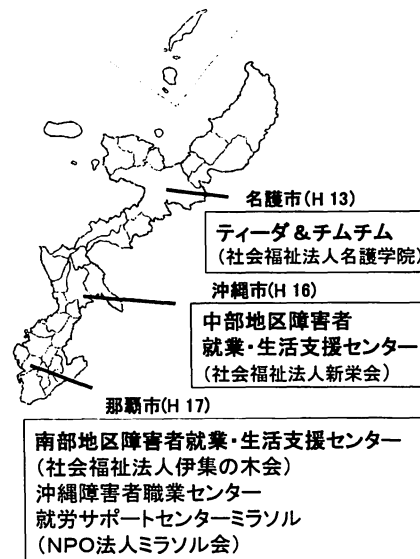 名護市(H 13)
ティーダ＆チムチム
(社会福祉法人名護学院)
沖縄市(H 16)
中部地区障害者
就業・生活支援センター
(社会福祉法人新栄会)
那覇市(H 17)
南部地区障害者就業・生活支援センター
(社会福祉法人伊集の木会)
沖縄障害者職業センター
就労サポートセンターミラソル
(NPO法人ミラソル会)